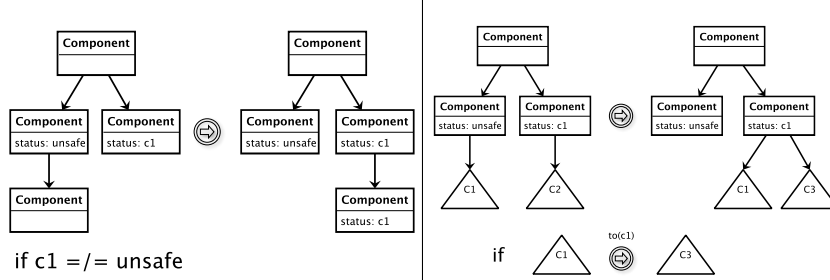 Component
Component
status: unsafe
Component
status: c1
Component
Component
Component
status: unsafe
Component
status: c1
Component
status: c1
if c1 =/= unsafe
Component
Component
status: unsafe
Component
status: c1
C1
C2
Component
Component
status: unsafe
Component
status: c1
C1
C3
if
C1
to(c1)
C3